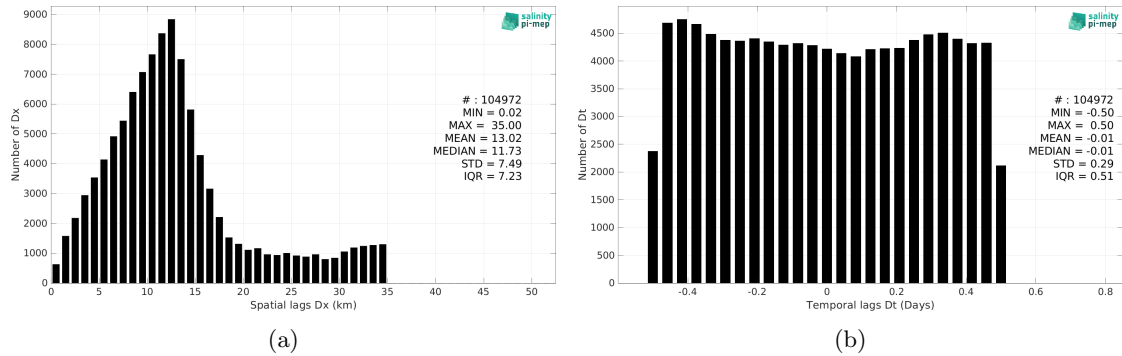 9000
8000
7000
6000
5000
4000
3000
2000
1000
0
Number of Dx
0 5 10 15 20 25 30 35 40 45 50
Spatial lags Dx (km)
salinity
pi-mep
# : 104972
MIN = 0.02
MAX = 35.00
MEAN = 13.02
MEDIAN = 11.73
STD = 7.49
IQR = 7.23
(a)
4500
4000
3500
3000
2500
2000
1500
1000
500
0
Number of Dt
-0.4 -0.2 0 0.2 0.4 0.6 0.8
Temporal lags Dt (Days)
salinity
pi-mep
# : 104972
MIN = -0.50
MAX = 0.50
MEAN = -0.01
MEDIAN = -0.01
STD = 0.29
IQR = 0.51
(b)